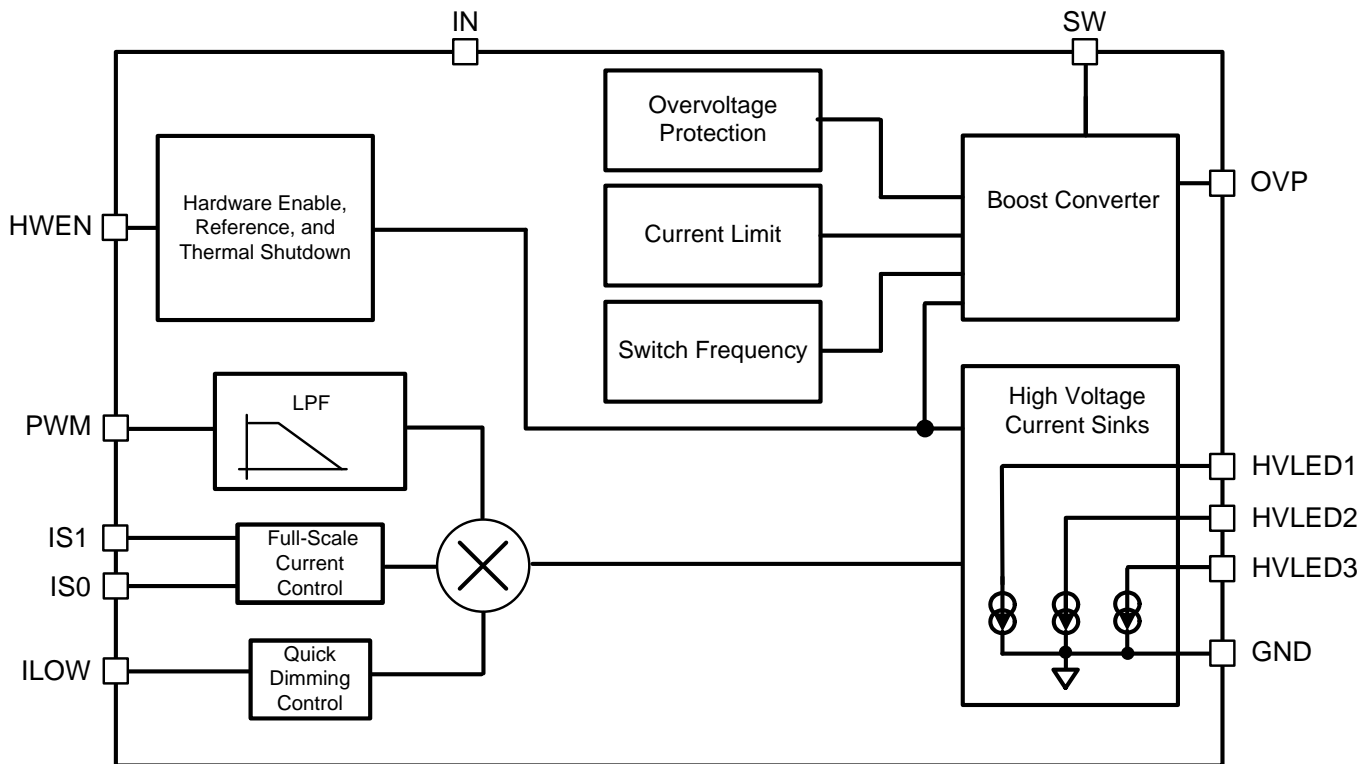 IN
SW
Overvoltage
Protection
Hardware Enable,
Reference, and
Thermal Shutdown
Boost Converter
OVP
HWEN
Current Limit
Switch Frequency
LPF
High Voltage
Current Sinks
PWM
HVLED1
IS1
Full-Scale
Current
Control
HVLED2
IS0
HVLED3
ILOW
Quick
Dimming
Control
GND